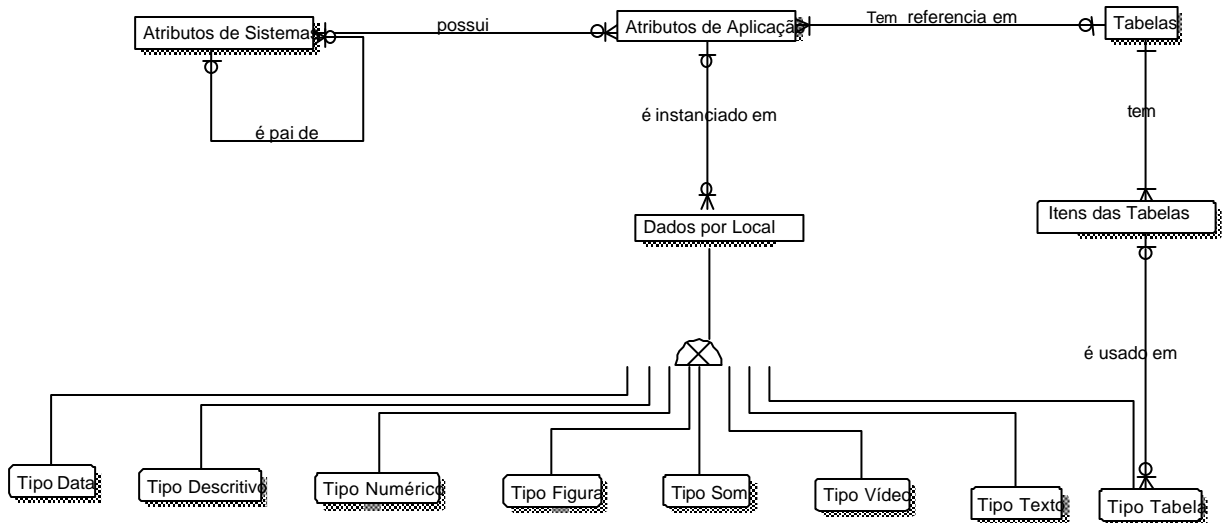 Atributos de Sistemas
possui
Atributos de Aplicação
Tem referencia em
Tabelas
é pai de
é instanciado em
tem
Dados por Local
Itens das Tabelas
é usado em
Tipo Data
Tipo Descritivo
Tipo Numérico
Tipo Figura
Tipo Som
Tipo Vídeo
Tipo Texto
Tipo Tabela